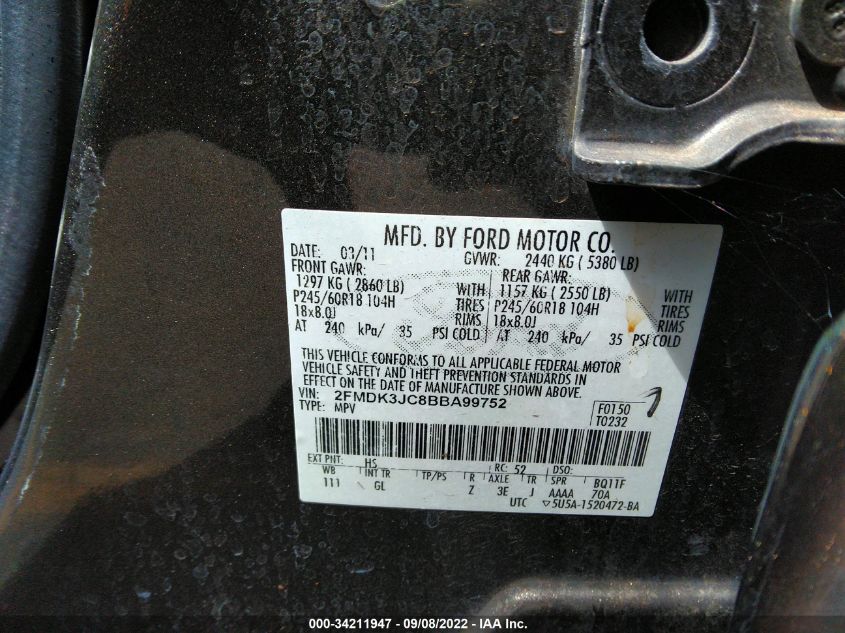 MFD. BY FORD MOTOR CO.
DATE: 03/11 GVWR: 2440 KG ( 5380 LB)
FRONT GAWR: REAR GAWR:
1297 KG ( 2860 LB) WITH 1157 KG ( 2550 LB) WITH
P245/60R18 104H TIRES P245/60R18 104H TIRES
18x8.0J RIMS 18x8.0J RIMS
AT 240 kPa/ 35 PSI COLD AT 240 kPa/ 35 PSI COLD
THIS VEHICLE CONFORMS TO ALL APPLICABLE FEDERAL MOTOR
VEHICLE SAFETY AND THEFT PREVENTION STANDARDS IN
EFFECT ON THE DATE OF MANUFACTURE SHOWN ABOVE.
VIN: 2FMDK3JC8BBA99752
TYPE: MPV
F0150
T0232
7
EXT PNT: HS RC: 52 DSO:
WB INT TR TP/PS R AXLE TR SPR BQ11F
111 GL Z 3E J AAAA 70A
UTC ▽5U5A-1520472-BA
000-34211947 - 09/08/2022 - IAA Inc.